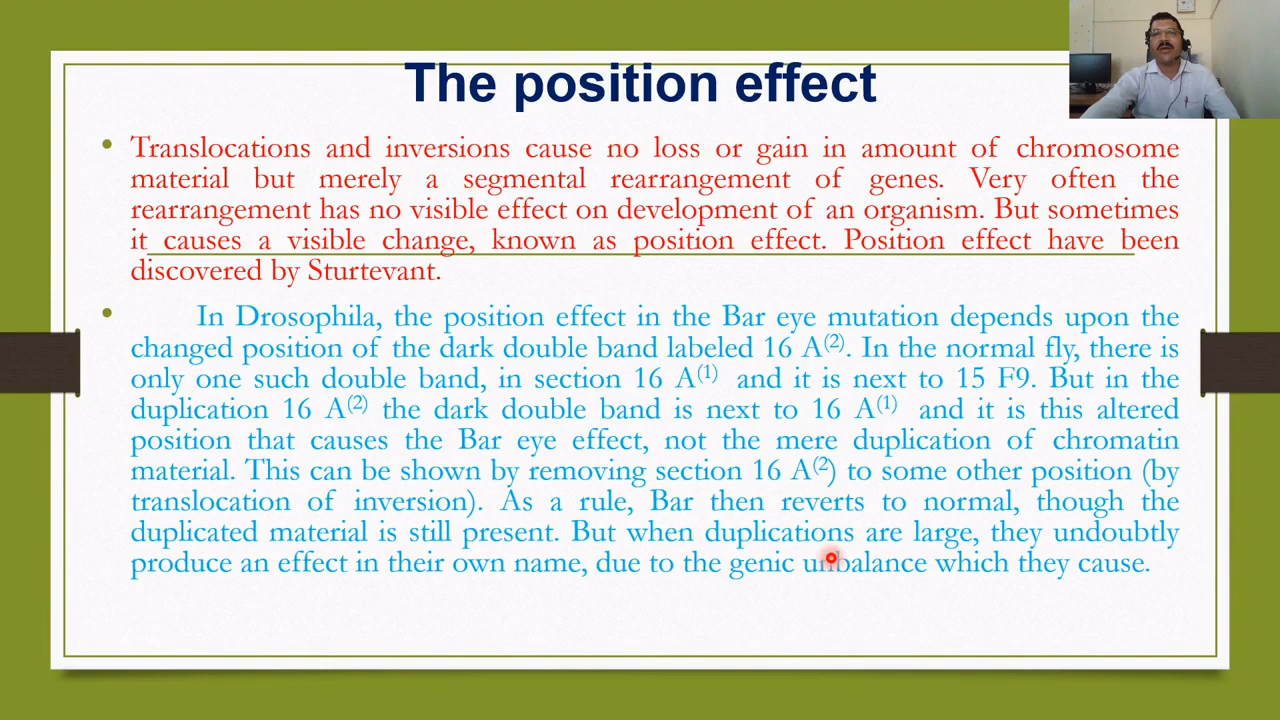 The position effect
• Translocations and inversions cause no loss or gain in amount of chromosome
material but merely a segmental rearrangement of genes. Very often the
rearrangement has no visible effect on development of an organism. But sometimes
it causes a visible change, known as position effect. Position effect have been
discovered by Sturtevant.
• In Drosophila, the position effect in the Bar eye mutation depends upon the
changed position of the dark double band labeled 16 A(2). In the normal fly, there is
only one such double band, in section 16 A(1) and it is next to 15 F9. But in the
duplication 16 A(2) the dark double band is next to 16 A(1) and it is this altered
position that causes the Bar eye effect, not the mere duplication of chromatin
material. This can be shown by removing section 16 A(2) to some other position (by
translocation of inversion). As a rule, Bar then reverts to normal, though the
duplicated material is still present. But when duplications are large, they undoubtly
produce an effect in their own name, due to the genic unbalance which they cause.